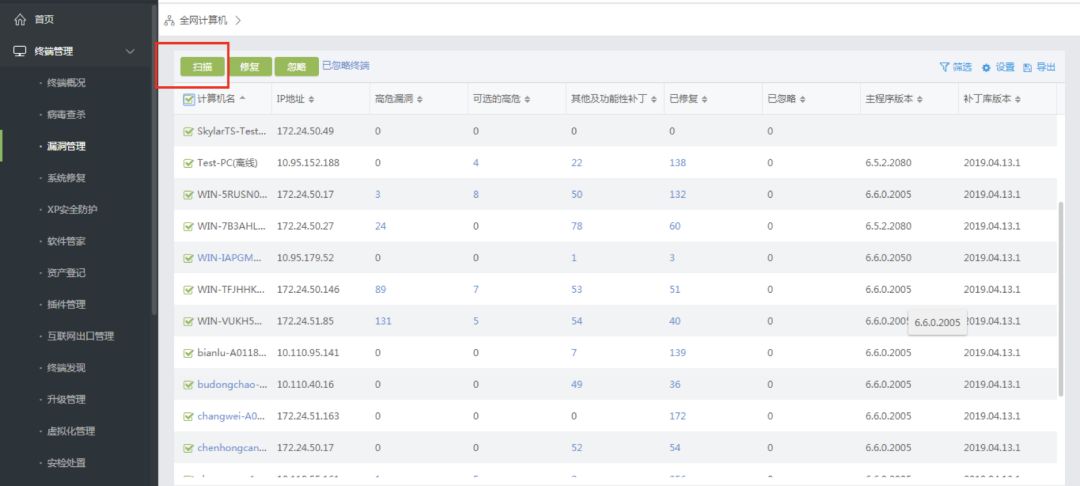 首页
全网计算机
终端管理
终端概况
病毒查杀
漏洞管理
系统修复
XP安全防护
软件管家
资产登记
插件管理
互联网出口管理
终端发现
升级管理
虚拟化管理
安检处置
扫描 修复 忽略 已忽略终端 筛选 设置 导出
计算机名 IP地址 高危漏洞 可选的高危 其他及功能性补丁 已修复 已忽略 主程序版本 补丁库版本
SkylarTS-Test... 172.24.50.49 0 0 0 0 0
Test-PC(离线) 10.95.152.188 0 4 22 138 0 6.5.2.2080 2019.04.13.1
WIN-5RUSN0... 172.24.50.17 3 8 50 132 0 6.6.0.2005 2019.04.13.1
WIN-7B3AHL... 172.24.50.27 24 0 78 60 0 6.5.2.2080 2019.04.13.1
WIN-IAPGM... 10.95.179.52 0 0 1 3 0 6.6.0.2050 2019.04.13.1
WIN-TFJHHK... 172.24.50.146 89 7 53 51 0 6.6.0.2005 2019.04.13.1
WIN-VUKH5... 172.24.51.85 131 5 54 40 0 6.6.0.2005 2019.04.13.1
6.6.0.2005
bianlu-A0118... 10.110.95.141 0 0 7 139 0 6.6.0.2005 2019.04.13.1
budongchao-... 10.110.40.16 0 0 49 36 0 6.6.0.2005 2019.04.13.1
changwei-A0... 172.24.51.163 0 0 0 172 0 6.6.0.2005 2019.04.13.1
chenhongcan... 172.24.50.17 0 0 52 54 0 6.6.0.2005 2019.04.13.1